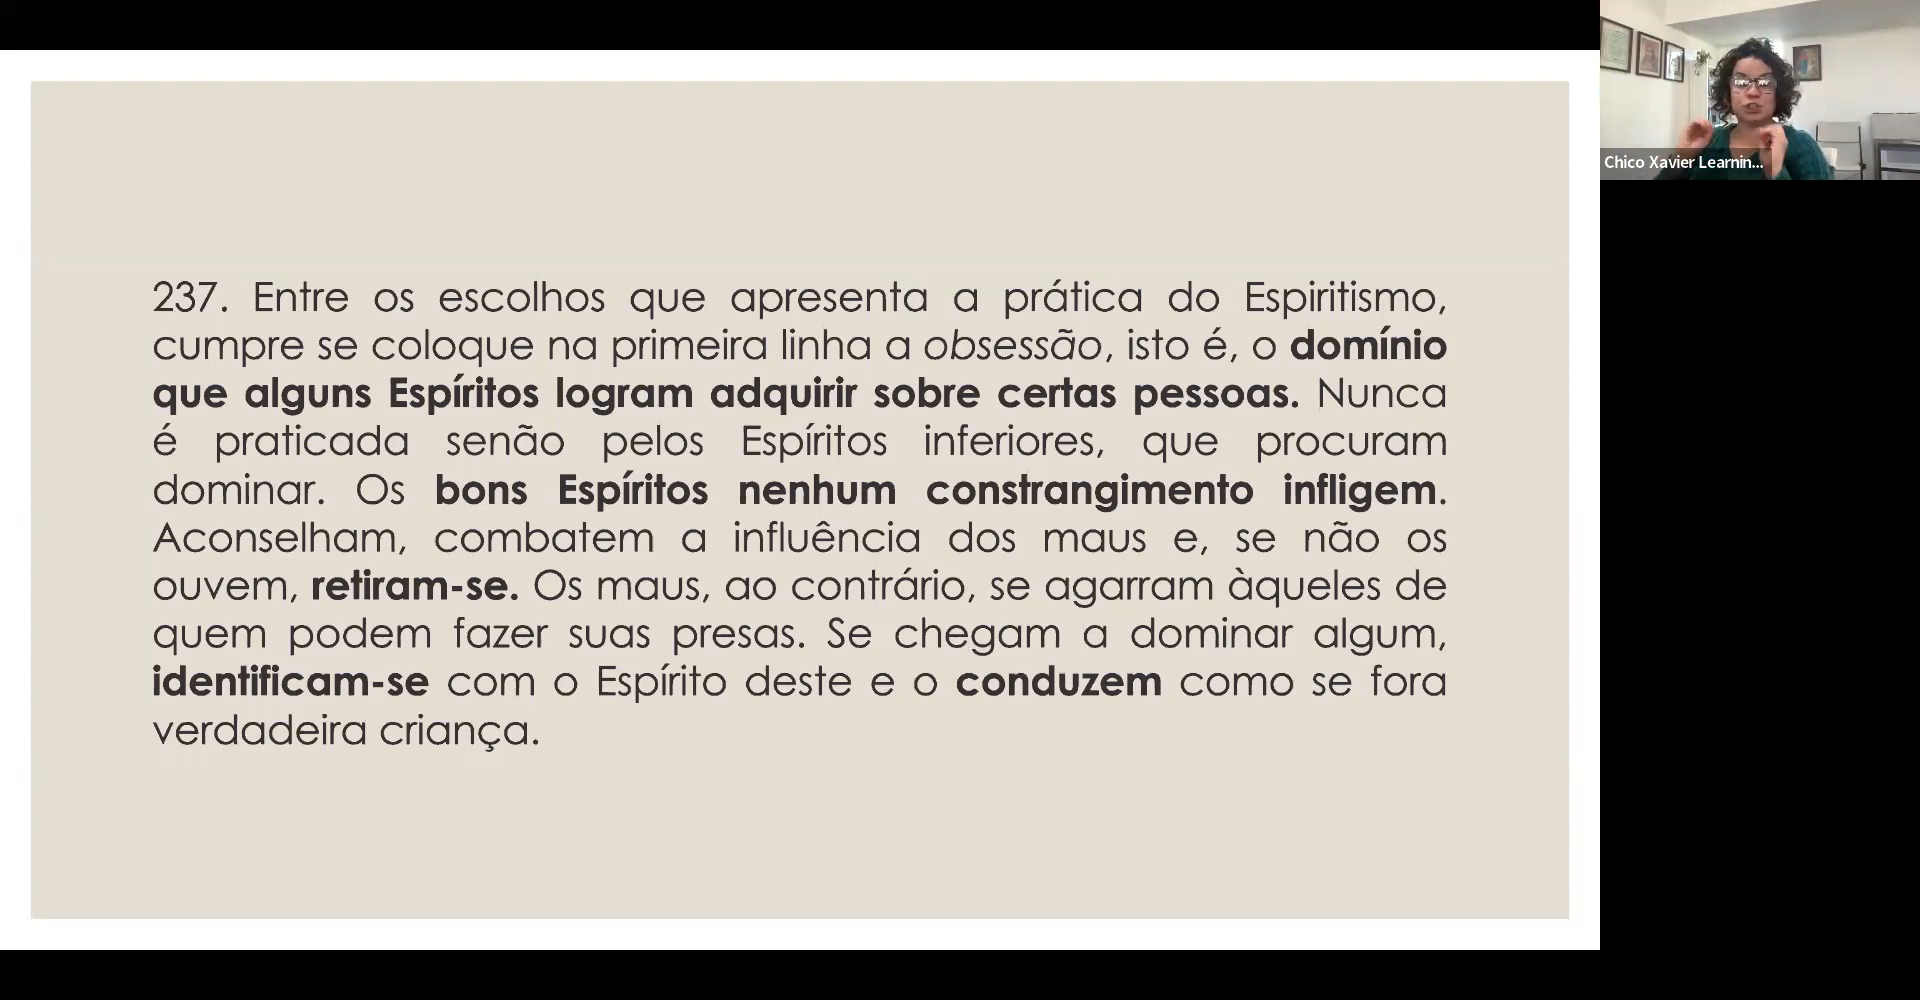 237. Entre os escolhos que apresenta a prática do Espiritismo,
cumpre se coloque na primeira linha a obsessão, isto é, o domínio
que alguns Espíritos logram adquirir sobre certas pessoas. Nunca
é praticada senão pelos Espíritos inferiores, que procuram
dominar. Os bons Espíritos nenhum constrangimento infligem.
Aconselham, combatem a influência dos maus e, se não os
ouvem, retiram-se. Os maus, ao contrário, se agarram àqueles de
quem podem fazer suas presas. Se chegam a dominar algum,
identificam-se com o Espírito deste e o conduzem como se fora
verdadeira criança.
Chico Xavier Learnin...